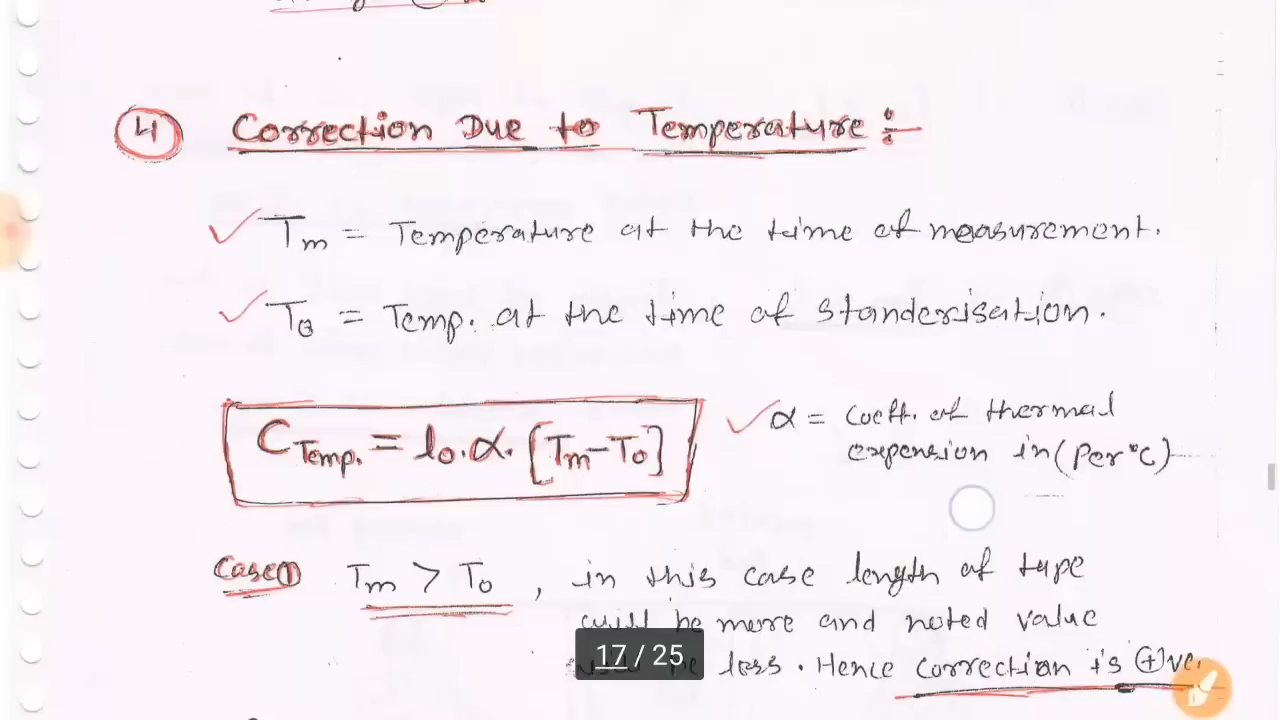 4 Correction Due to Temperature :-
Tm = Temperature at the time of measurement.
To = Temp. at the time of standerisation.
CTemp. = lo.α.[Tm-To]
α = Coeff. of thermal
expension in (Per °C)
Case① Tm > To , in this case length of tape
will be more and noted value
be less. Hence correction is ⊕ve.
17 / 25